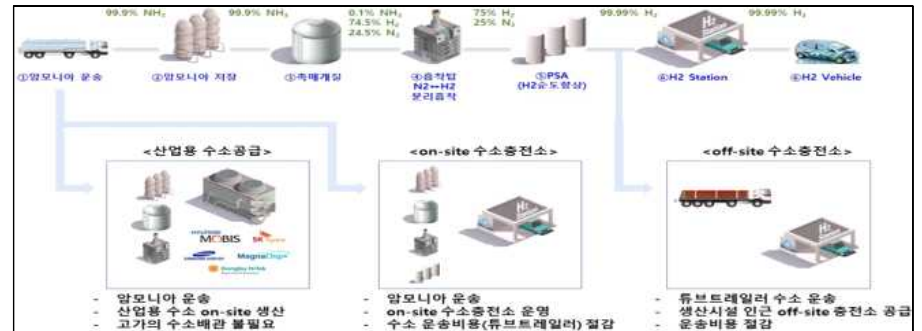 99.9% NH₃
99.9% NH₃
0.1% NH₃
74.5% H₂
24.5% N₂
75% H₂
25% N₂
99.99% H₂
99.99% H₂
①암모니아 운송
②암모니아 저장
③촉매개질
④흡착탑
N2↔H2
분리흡착
⑤PSA
(H2순도향상)
⑥H2 Station
⑥H2 Vehicle
<산업용 수소공급>
<on-site 수소충전소>
<off-site 수소충전소>
HYUNDAI
MOBIS
SK
MagnaChip
Dongbu HiTek
H₂
- 암모니아 운송
- 산업용 수소 on-site 생산
- 고가의 수소배관 불필요
- 암모니아 운송
- on-site 수소충전소 운영
- 수소 운송비용(튜브트레일러) 절감
- 튜브트레일러 수소 운송
- 생산시설 인근 off-site 충전소 공급
- 운송비용 절감